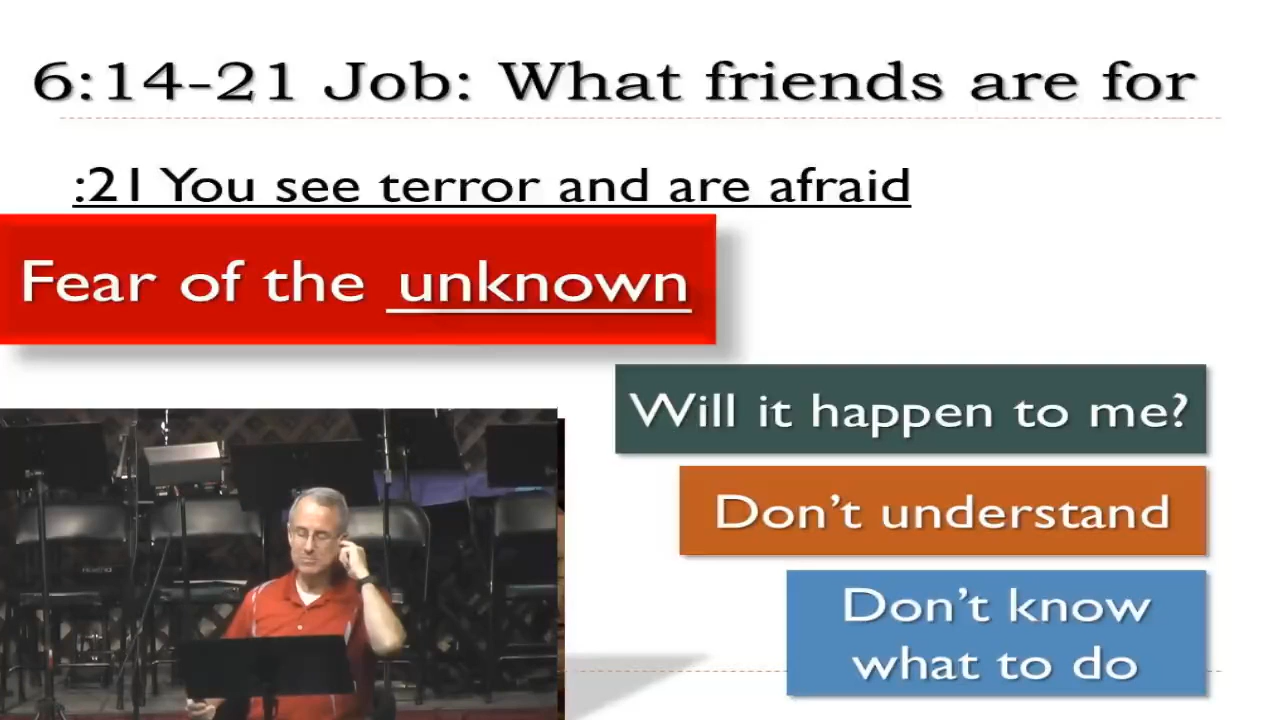 6:14-21 Job: What friends are for
:21 You see terror and are afraid
Fear of the unknown
Will it happen to me?
Don't understand
Don't know
what to do